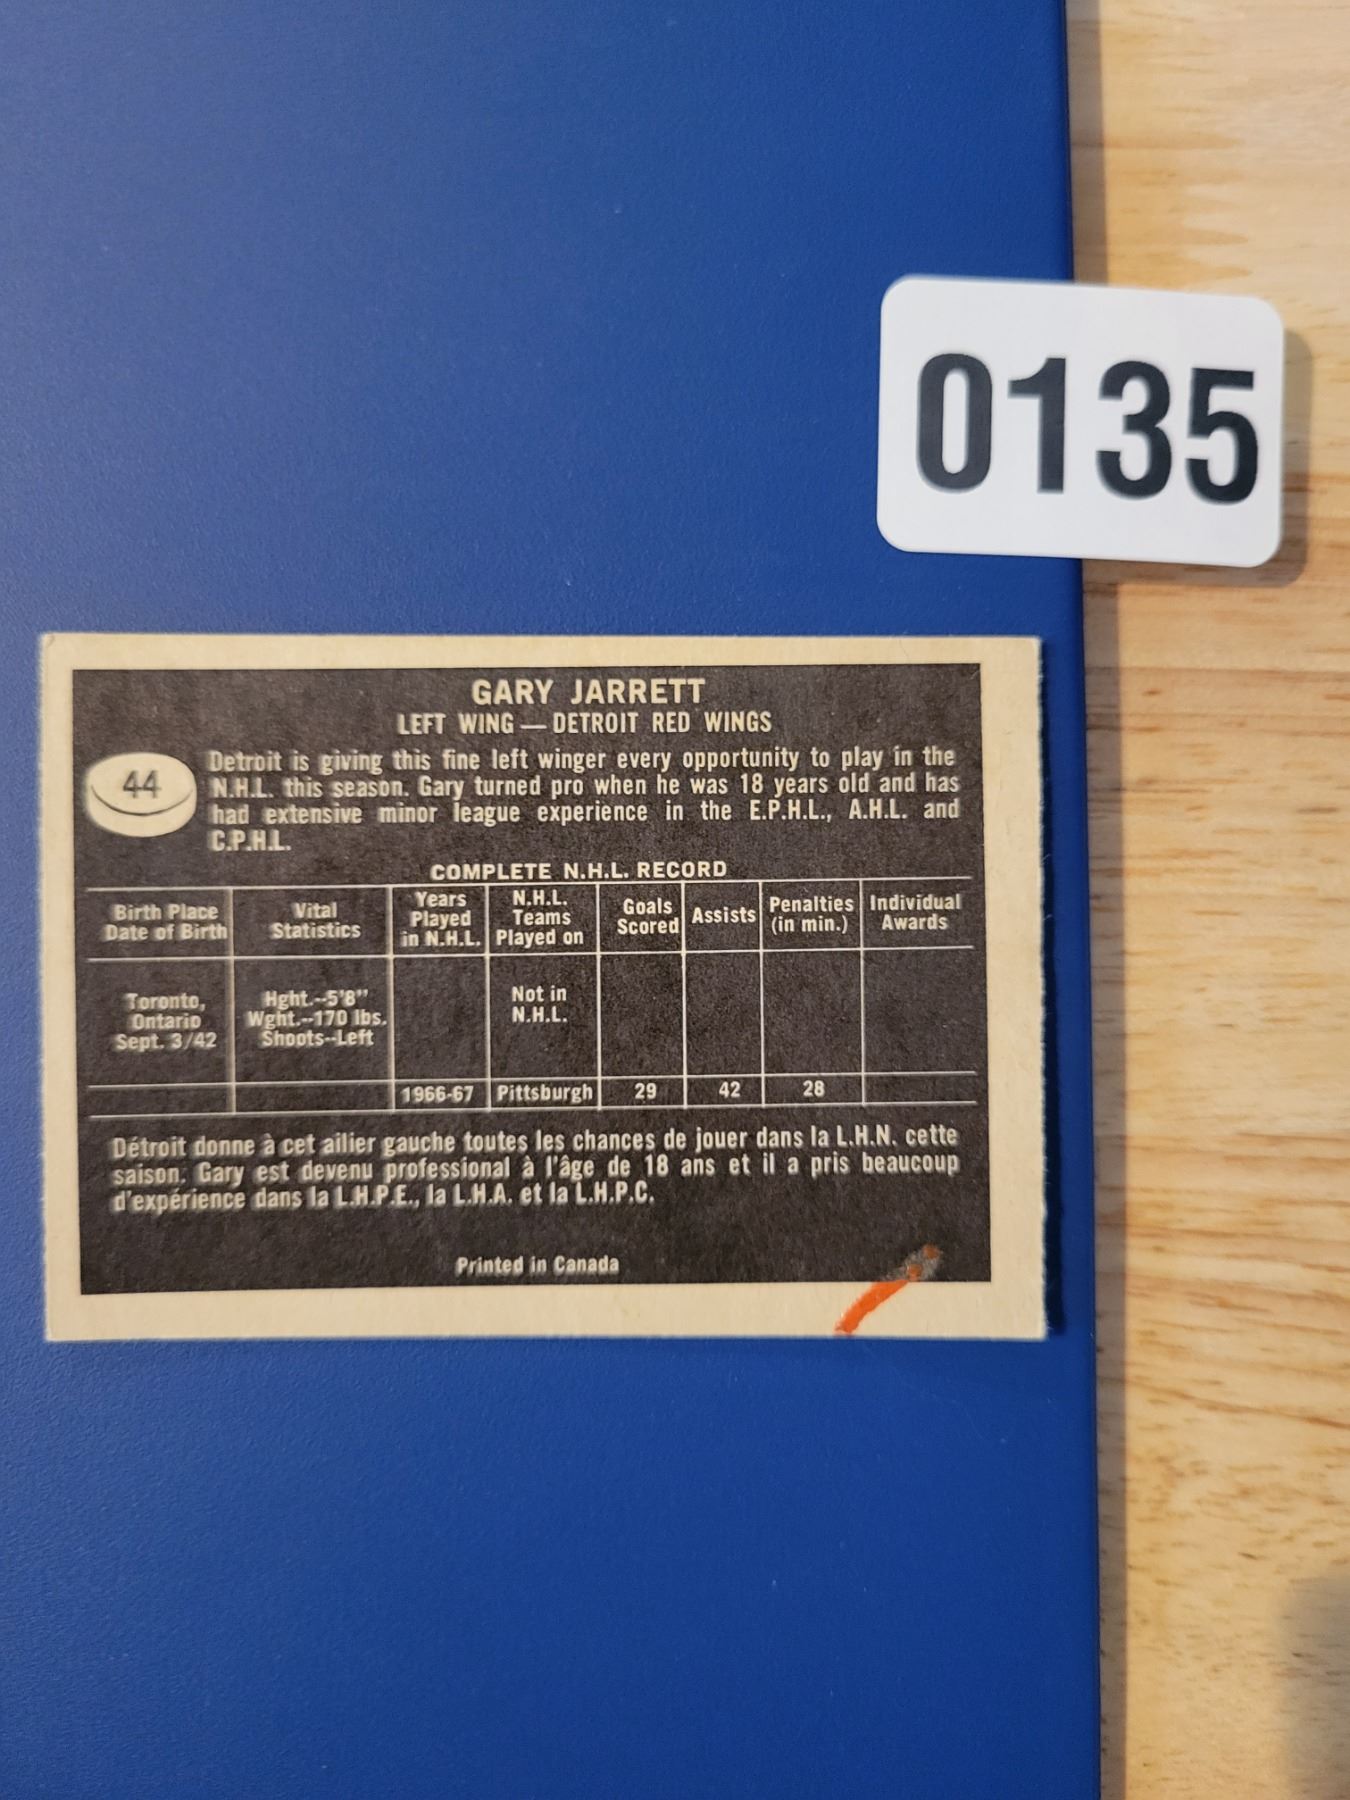 0135
GARY JARRETT
LEFT WING — DETROIT RED WINGS
44
Detroit is giving this fine left winger every opportunity to play in the
N.H.L. this season. Gary turned pro when he was 18 years old and has
had extensive minor league experience in the E.P.H.L., A.H.L. and
C.P.H.L.
COMPLETE N.H.L. RECORD
Birth Place
Date of Birth
Vital
Statistics
Years
Played
in N.H.L.
N.H.L.
Teams
Played on
Goals
Scored
Assists
Penalties
(in min.)
Individual
Awards
Toronto,
Ontario
Sept. 3/42
Hght.--5'8"
Wght.--170 lbs.
Shoots--Left
Not in
N.H.L.
1966-67 Pittsburgh 29 42 28
Détroit donne à cet ailier gauche toutes les chances de jouer dans la L.H.N. cette
saison. Gary est devenu professional à l'âge de 18 ans et il a pris beaucoup
d'expérience dans la L.H.P.E., la L.H.A. et la L.H.P.C.
Printed in Canada